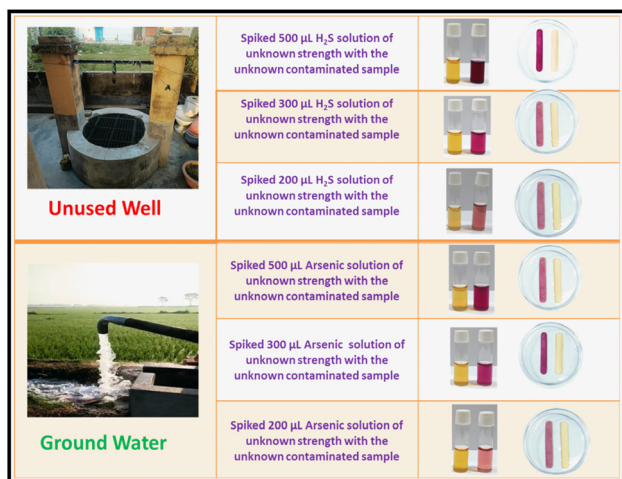 Spiked 500 µL H₂S solution of
unknown strength with the
unknown contaminated sample
Spiked 300 µL H₂S solution of
unknown strength with the
unknown contaminated sample
Spiked 200 µL H₂S solution of
unknown strength with the
unknown contaminated sample
Unused Well
Spiked 500 µL Arsenic solution of
unknown strength with the
unknown contaminated sample
Spiked 300 µL Arsenic solution of
unknown strength with the
unknown contaminated sample
Spiked 200 µL Arsenic solution of
unknown strength with the
unknown contaminated sample
Ground Water